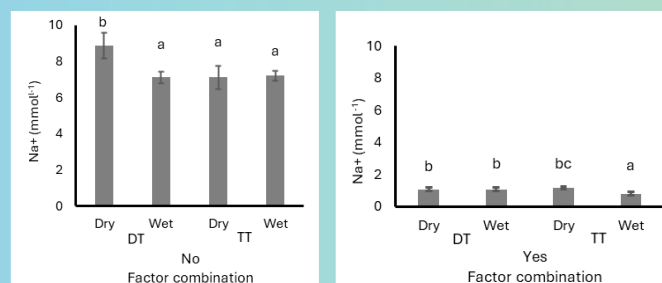 10
8
6
4
2
0
Na+ (mmol^l-1)
b
a
a
a
Dry Wet Dry Wet
DT TT
No
Factor combination
10
8
6
4
2
0
Na+ (mmol^-1)
b
b
bc
a
Dry Wet Dry Wet
DT TT
Yes
Factor combination